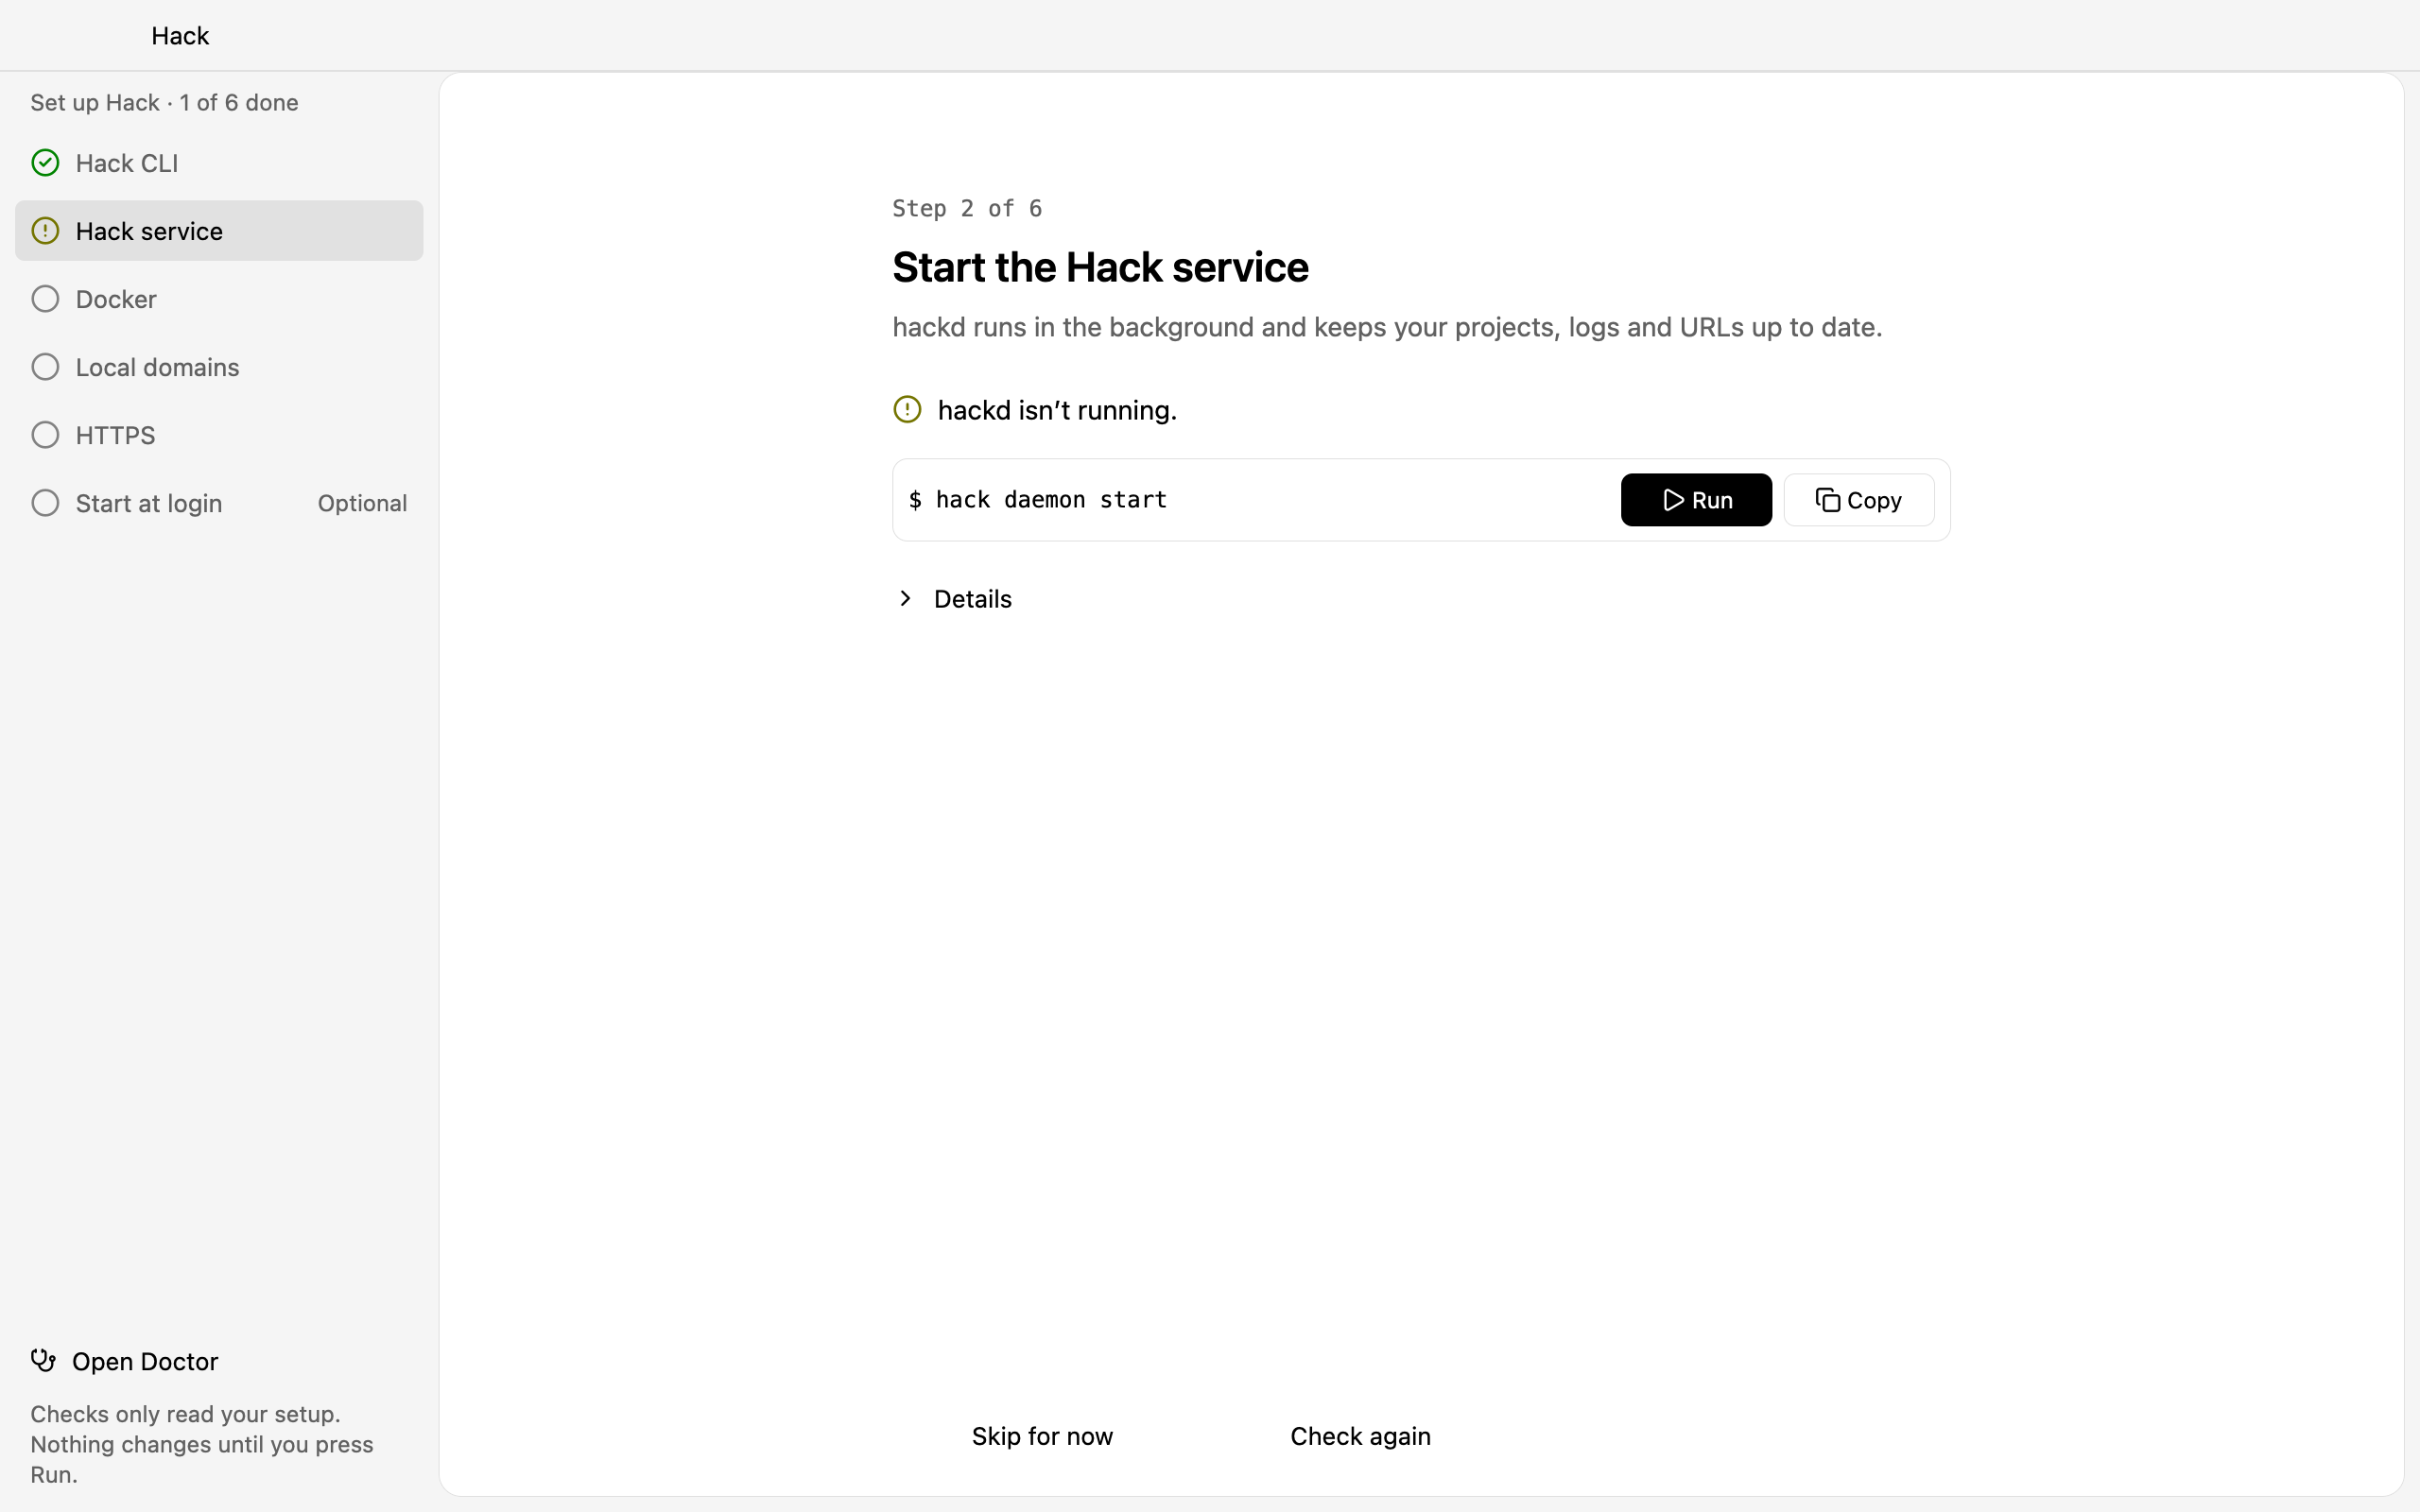 Hack
Set up Hack · 1 of 6 done
Hack CLI
Hack service
Docker
Local domains
HTTPS
Start at login Optional
Open Doctor
Checks only read your setup.
Nothing changes until you press
Run.
Step 2 of 6
Start the Hack service
hackd runs in the background and keeps your projects, logs and URLs up to date.
hackd isn’t running.
$ hack daemon start
Run
Copy
Details
Skip for now
Check again